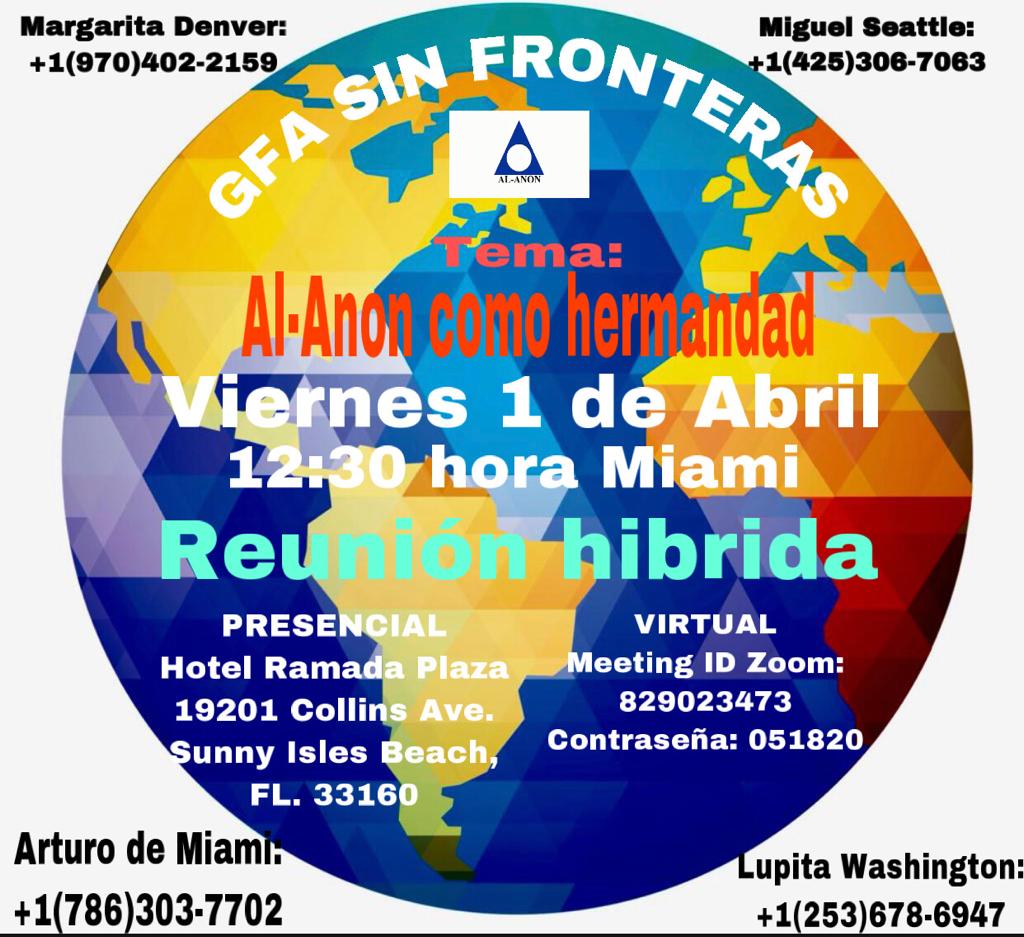 Margarita Denver:
+1(970)402-2159
Miguel Seattle:
+1(425)306-7063
GFA SIN FRONTERAS
AL-ANON
Tema:
Al-Anon como hermandad
Viernes 1 de Abril
12:30 hora Miami
Reunión hibrida
PRESENCIAL
Hotel Ramada Plaza
19201 Collins Ave.
Sunny Isles Beach,
FL. 33160
VIRTUAL
Meeting ID Zoom:
829023473
Contraseña: 051820
Arturo de Miami:
+1(786)303-7702
Lupita Washington:
+1(253)678-6947